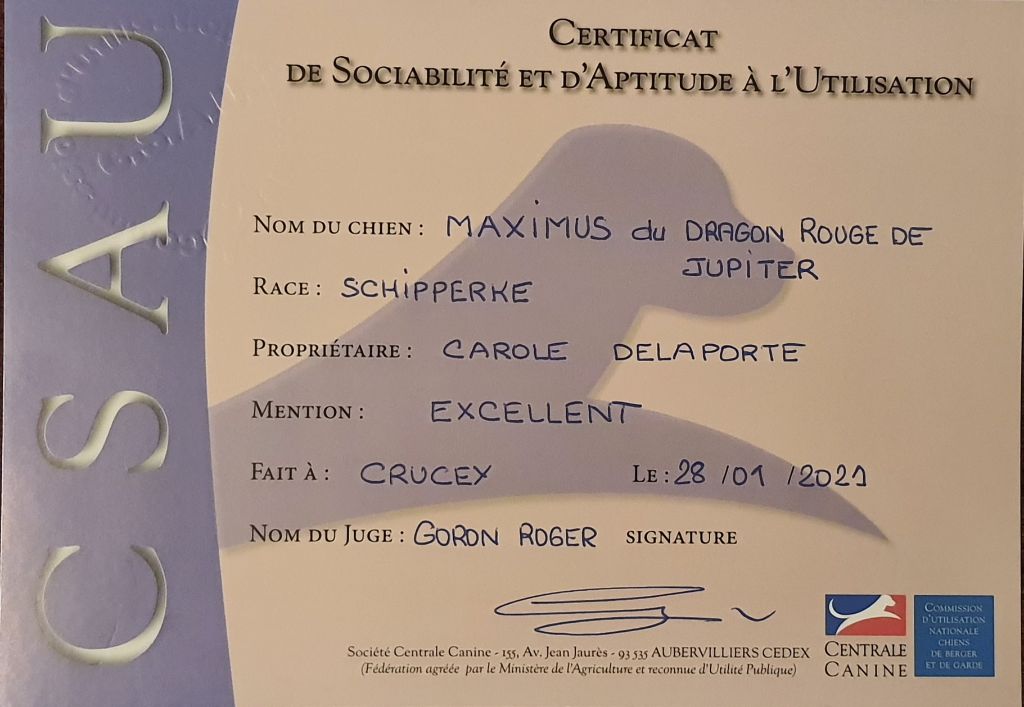 CSAU
CERTIFICAT
DE SOCIABILITÉ ET D'APTITUDE À L'UTILISATION
NOM DU CHIEN : MAXIMUS du DRAGON ROUGE DE
JUPITER
RACE : SCHIPPERKE
PROPRIÉTAIRE : CAROLE DELAPORTE
MENTION : EXCELLENT
FAIT À : CRUCEY LE : 28 /01 /2021
NOM DU JUGE : GORON ROGER SIGNATURE
Société Centrale Canine - 155, Av. Jean Jaurès - 93 535 AUBERVILLIERS CEDEX
(Fédération agréée par le Ministère de l'Agriculture et reconnue d'Utilité Publique)
CENTRALE
CANINE
COMMISSION
D'UTILISATION
NATIONALE
CHIENS
DE BERGER
ET DE GARDE